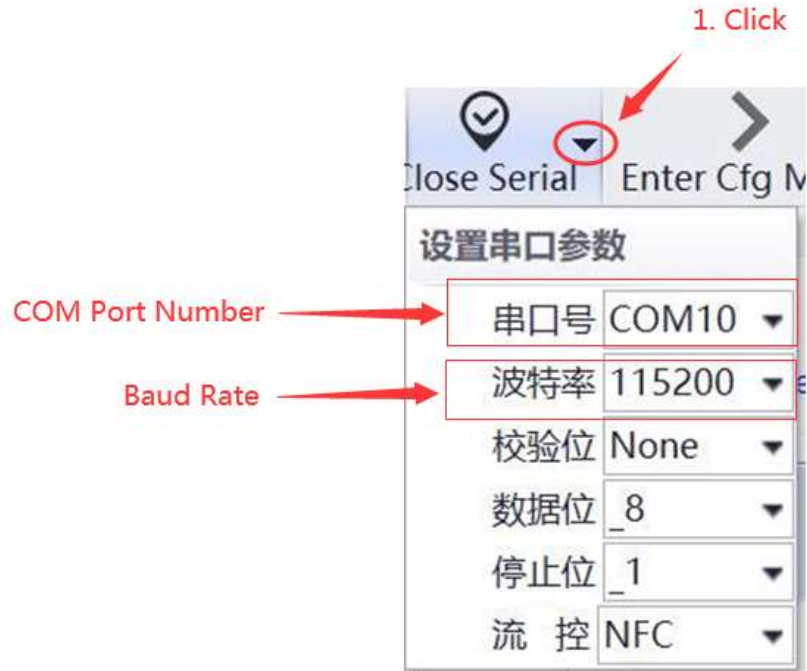 1. Click
Close Serial Enter Cfg M
设置串口参数
COM Port Number 串口号 COM10
Baud Rate 波特率 115200
校验位 None
数据位 _8
停止位 _1
流 控 NFC